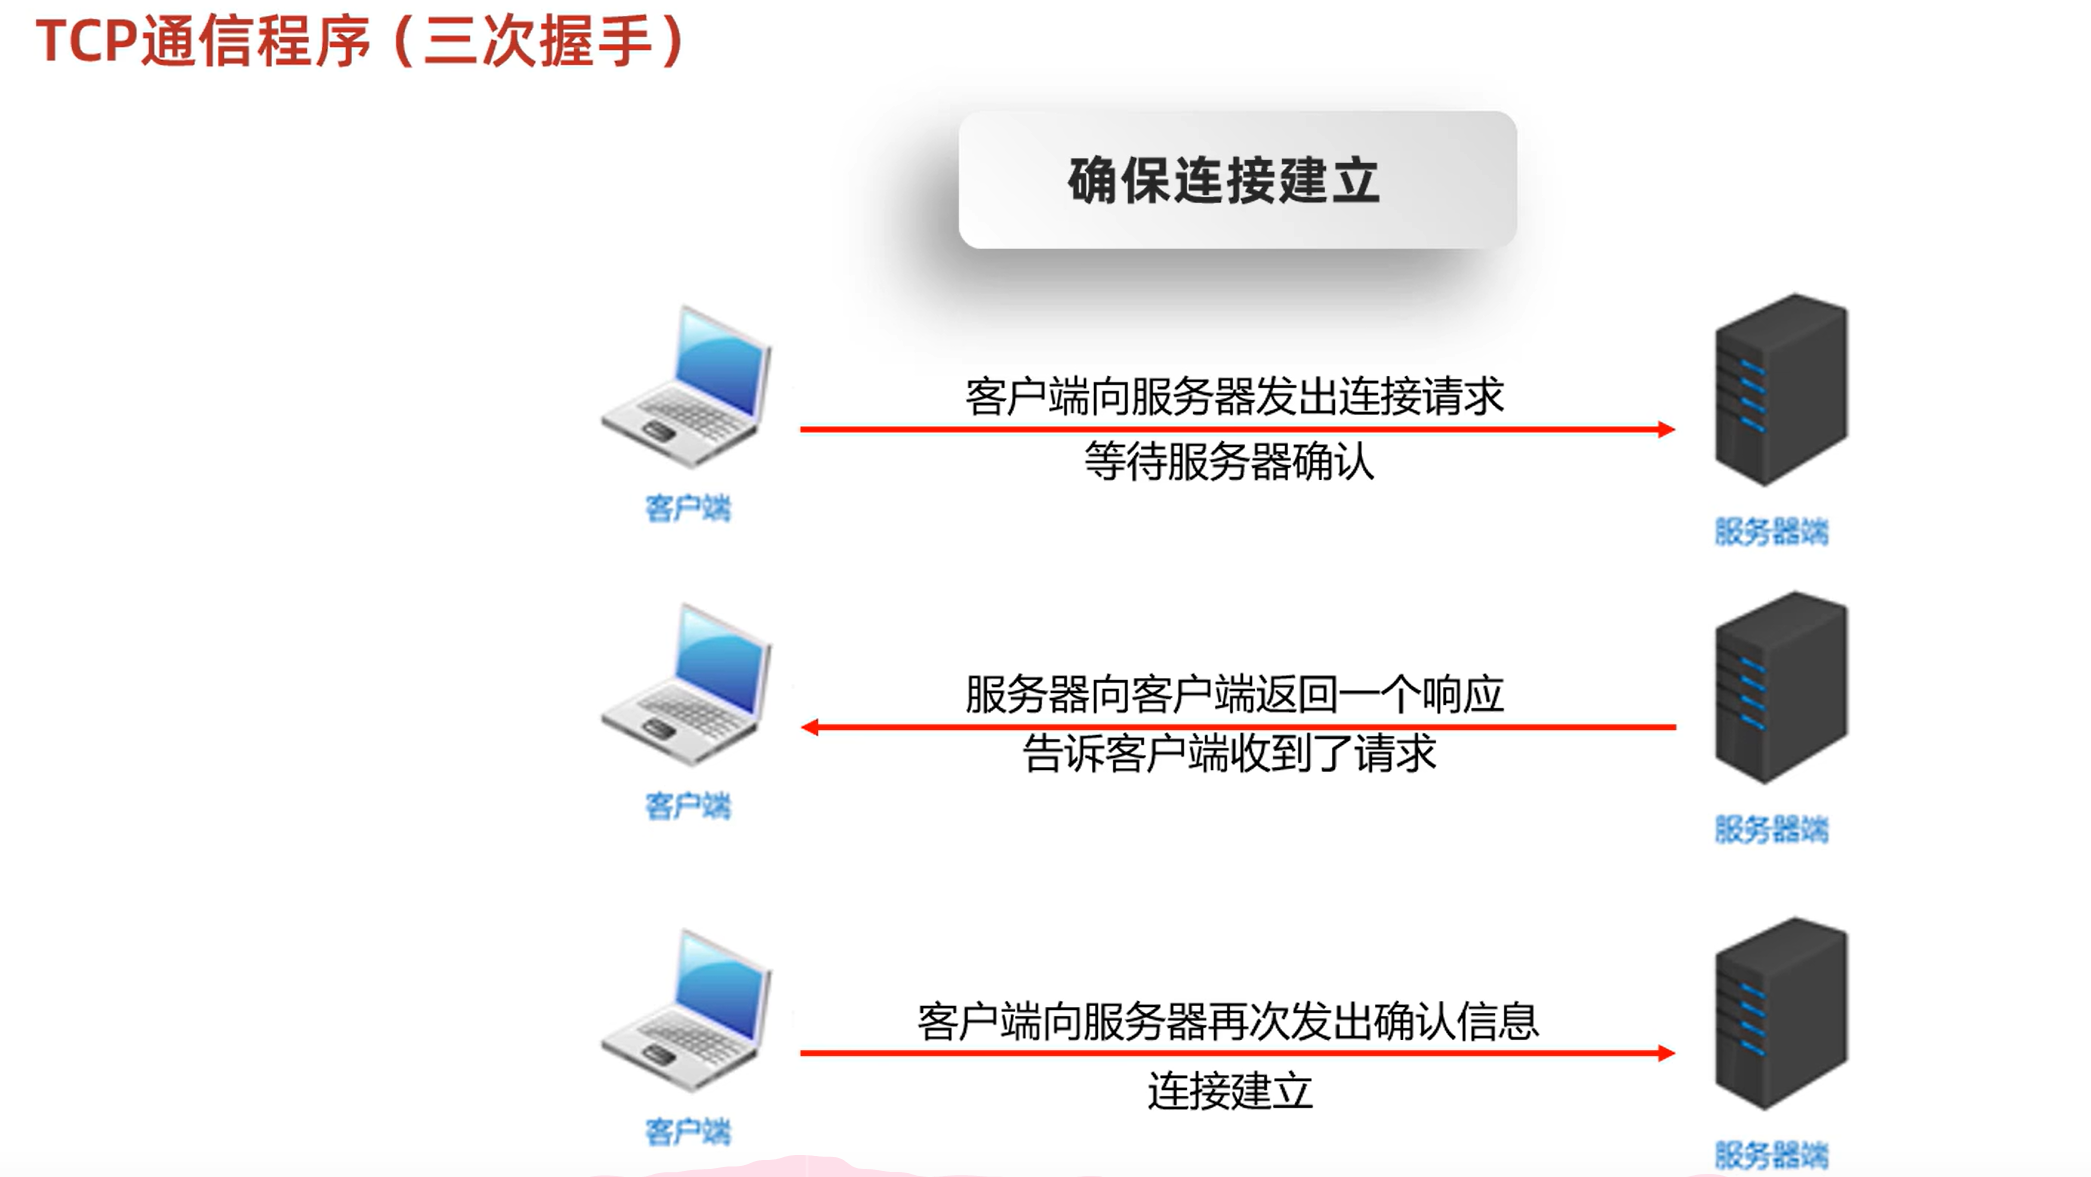 TCP通信程序（三次握手）
确保连接建立
客户端向服务器发出连接请求
等待服务器确认
客户端
服务器端
服务器向客户端返回一个响应
告诉客户端收到了请求
客户端
服务器端
客户端向服务器再次发出确认信息
连接建立
客户端
服务器端